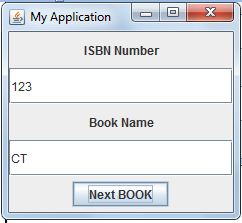 My Application
ISBN Number
123
Book Name
CT
Next BOOK